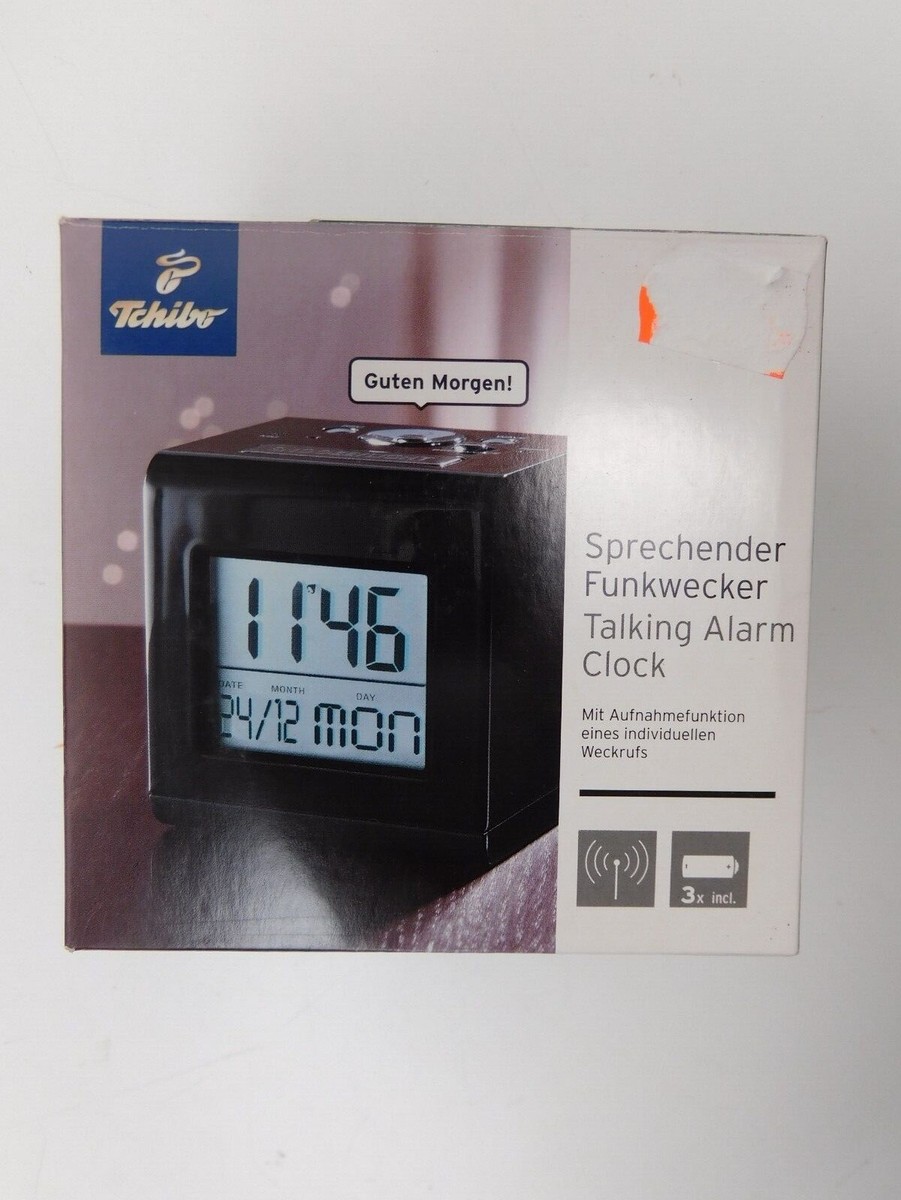 Tchibo
Guten Morgen!
11:46
DATE MONTH DAY
24/12 MON
Sprechender
Funkwecker
Talking Alarm
Clock
Mit Aufnahmefunktion
eines individuellen
Weckrufs
3x incl.